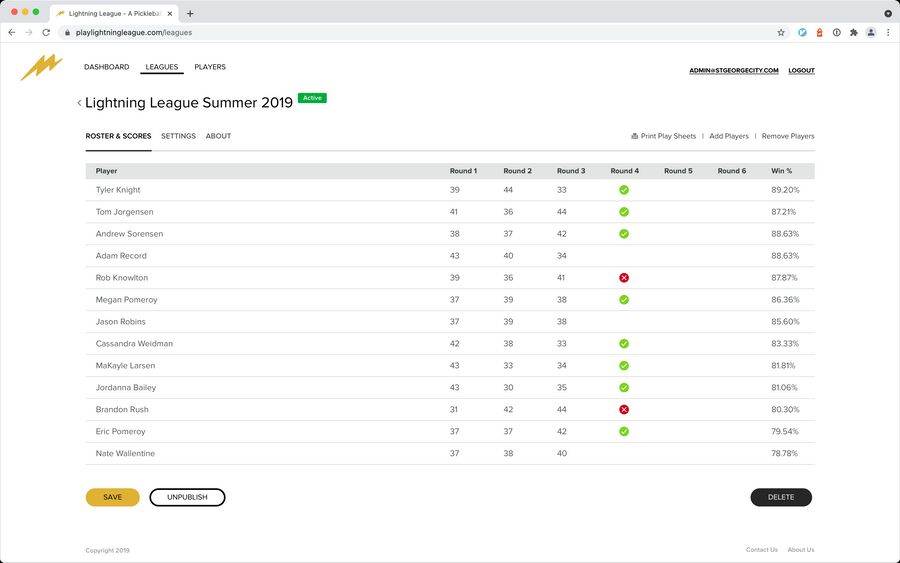 Lightning League - A Pickleba
playlightningleague.com/leagues
DASHBOARD LEAGUES PLAYERS
ADMIN@STGEORGECITY.COM LOGOUT
Lightning League Summer 2019 Active
ROSTER & SCORES SETTINGS ABOUT
Print Play Sheets | Add Players | Remove Players
Player Round 1 Round 2 Round 3 Round 4 Round 5 Round 6 Win %
Tyler Knight 39 44 33 89.20%
Tom Jorgensen 41 36 44 87.21%
Andrew Sorensen 38 37 42 88.63%
Adam Record 43 40 34 88.63%
Rob Knowlton 39 36 41 87.87%
Megan Pomeroy 37 39 38 86.36%
Jason Robins 37 39 38 85.60%
Cassandra Weidman 42 38 33 83.33%
MaKayle Larsen 43 33 34 81.81%
Jordanna Bailey 43 30 35 81.06%
Brandon Rush 31 42 44 80.30%
Eric Pomeroy 37 37 42 79.54%
Nate Wallentine 37 38 40 78.78%
SAVE UNPUBLISH DELETE
Copyright 2019 Contact Us About Us